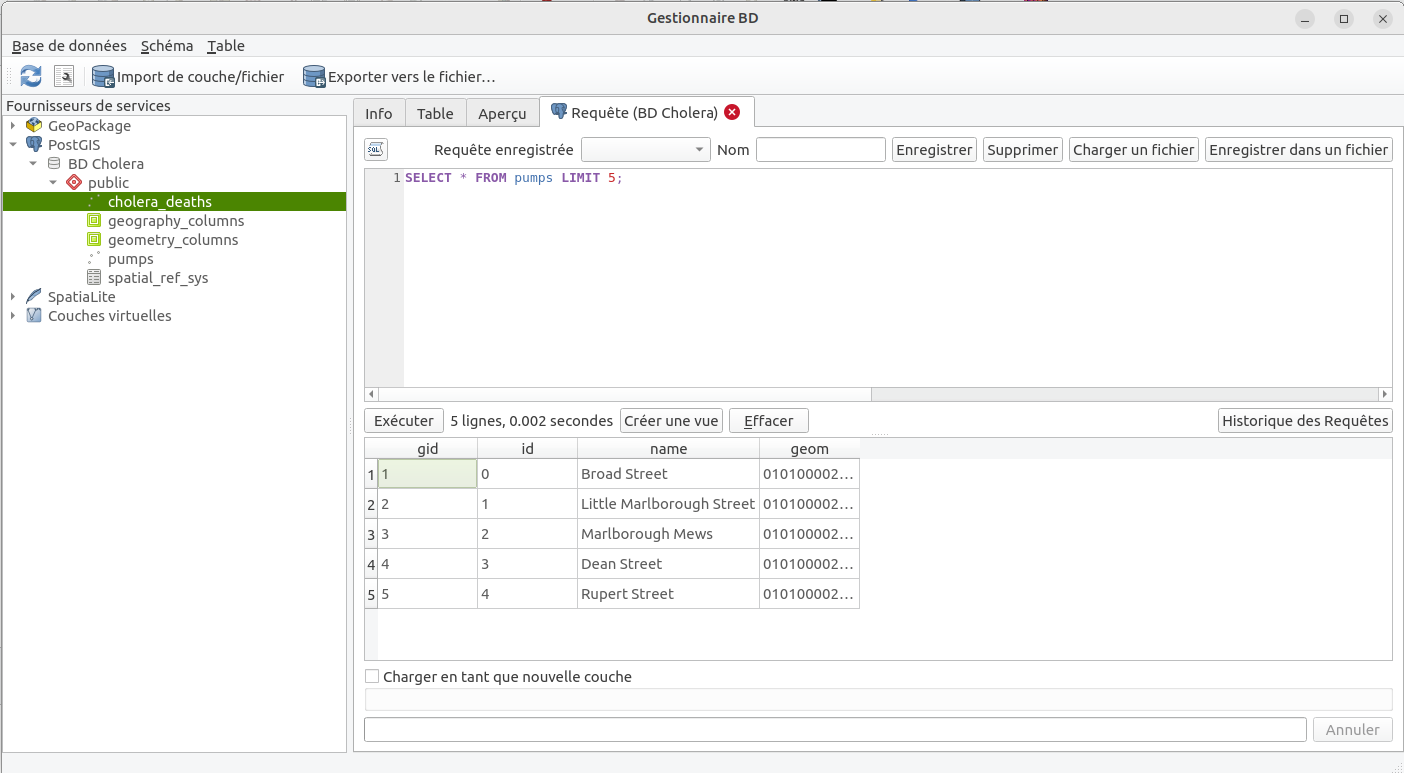 Gestionnaire BD
Base de données Schéma Table
Import de couche/fichier Exporter vers le fichier...
Fournisseurs de services
GeoPackage
PostGIS
BD Cholera
public
cholera_deaths
geography_columns
geometry_columns
pumps
spatial_ref_sys
SpatiaLite
Couches virtuelles
Info Table Aperçu Requête (BD Cholera)
SQL Requête enregistrée Nom Enregistrer Supprimer Charger un fichier Enregistrer dans un fichier
1 SELECT * FROM pumps LIMIT 5;
Exécuter 5 lignes, 0.002 secondes Créer une vue Effacer Historique des Requêtes
gid id name geom
1 1 0 Broad Street 010100002...
2 2 1 Little Marlborough Street 010100002...
3 3 2 Marlborough Mews 010100002...
4 4 3 Dean Street 010100002...
5 5 4 Rupert Street 010100002...
Charger en tant que nouvelle couche
Annuler